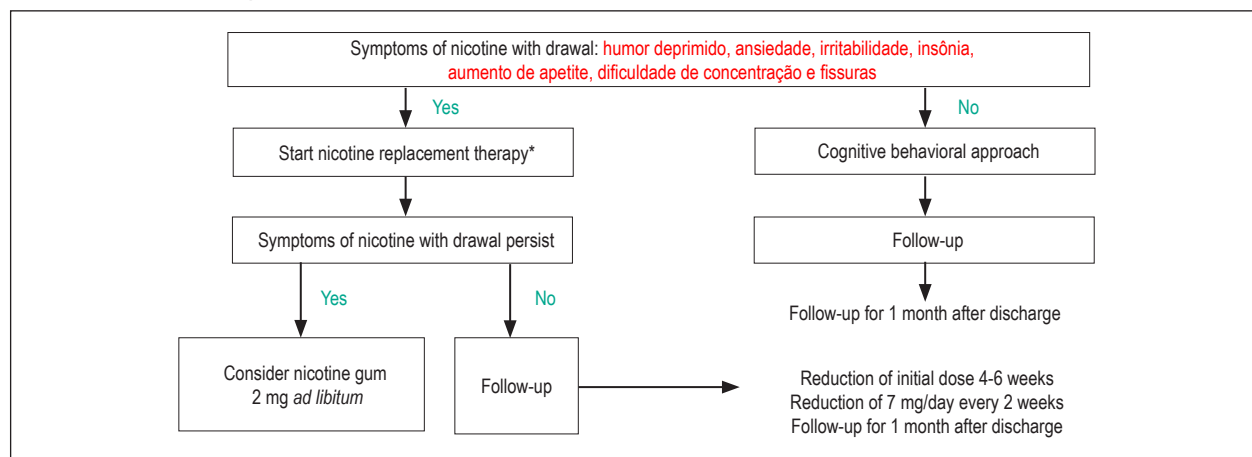 Symptoms of nicotine with drawal: humor deprimido, ansiedade, irritabilidade, insônia,
aumento de apetite, dificuldade de concentração e fissuras
Yes
No
Start nicotine replacement therapy*
Cognitive behavioral approach
Symptoms of nicotine with drawal persist
Follow-up
Yes
No
Follow-up for 1 month after discharge
Consider nicotine gum
2 mg ad libitum
Follow-up
Reduction of initial dose 4-6 weeks
Reduction of 7 mg/day every 2 weeks
Follow-up for 1 month after discharge